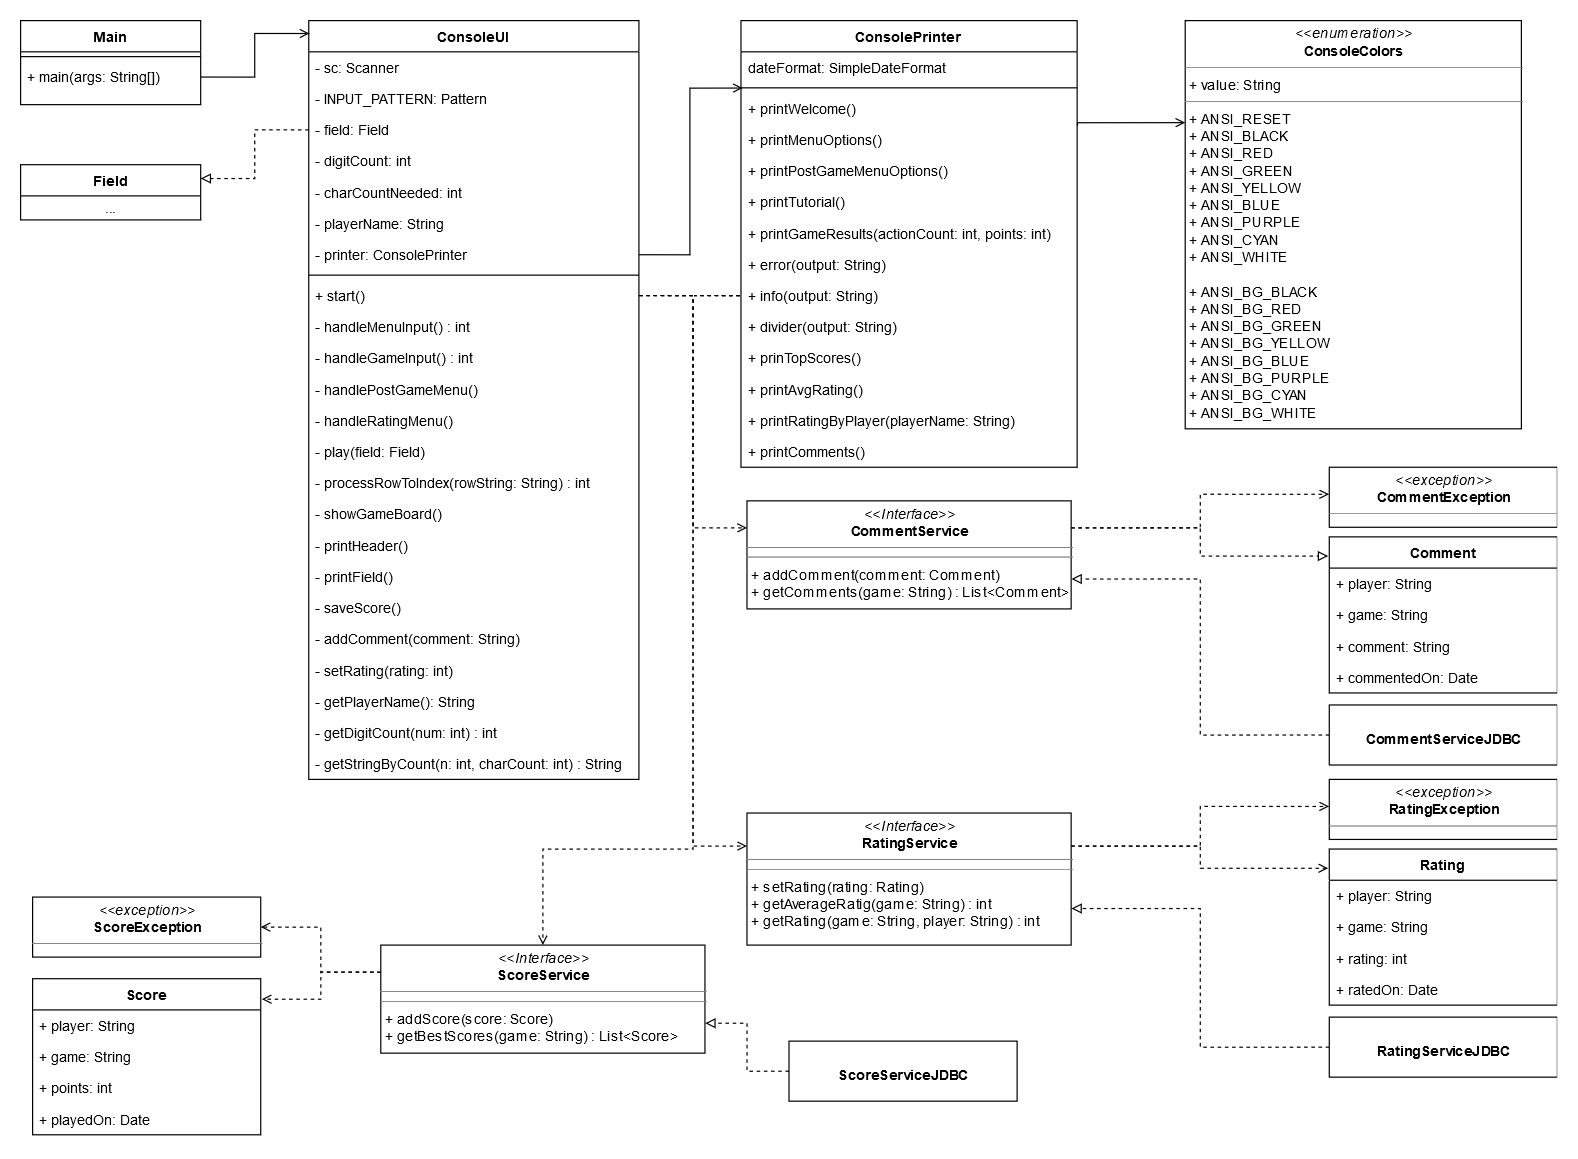 Main
+ main(args: String[])
Field
...
ConsoleUI
- sc: Scanner
- INPUT_PATTERN: Pattern
- field: Field
- digitCount: int
- charCountNeeded: int
- playerName: String
- printer: ConsolePrinter
+ start()
- handleMenuInput() : int
- handleGameInput() : int
- handlePostGameMenu()
- handleRatingMenu()
- play(field: Field)
- processRowToIndex(rowString: String) : int
- showGameBoard()
- printHeader()
- printField()
- saveScore()
- addComment(comment: String)
- setRating(rating: int)
- getPlayerName(): String
- getDigitCount(num: int) : int
- getStringByCount(n: int, charCount: int) : String
ConsolePrinter
dateFormat: SimpleDateFormat
+ printWelcome()
+ printMenuOptions()
+ printPostGameMenuOptions()
+ printTutorial()
+ printGameResults(actionCount: int, points: int)
+ error(output: String)
+ info(output: String)
+ divider(output: String)
+ prinTopScores()
+ printAvgRating()
+ printRatingByPlayer(playerName: String)
+ printComments()
<<enumeration>>
ConsoleColors
+ value: String
+ ANSI_RESET
+ ANSI_BLACK
+ ANSI_RED
+ ANSI_GREEN
+ ANSI_YELLOW
+ ANSI_BLUE
+ ANSI_PURPLE
+ ANSI_CYAN
+ ANSI_WHITE
+ ANSI_BG_BLACK
+ ANSI_BG_RED
+ ANSI_BG_GREEN
+ ANSI_BG_YELLOW
+ ANSI_BG_BLUE
+ ANSI_BG_PURPLE
+ ANSI_BG_CYAN
+ ANSI_BG_WHITE
<<Interface>>
CommentService
+ addComment(comment: Comment)
+ getComments(game: String) : List<Comment>
<<exception>>
CommentException
Comment
+ player: String
+ game: String
+ comment: String
+ commentedOn: Date
CommentServiceJDBC
<<Interface>>
RatingService
+ setRating(rating: Rating)
+ getAverageRatig(game: String) : int
+ getRating(game: String, player: String) : int
<<exception>>
RatingException
Rating
+ player: String
+ game: String
+ rating: int
+ ratedOn: Date
RatingServiceJDBC
<<exception>>
ScoreException
Score
+ player: String
+ game: String
+ points: int
+ playedOn: Date
<<Interface>>
ScoreService
+ addScore(score: Score)
+ getBestScores(game: String) : List<Score>
ScoreServiceJDBC